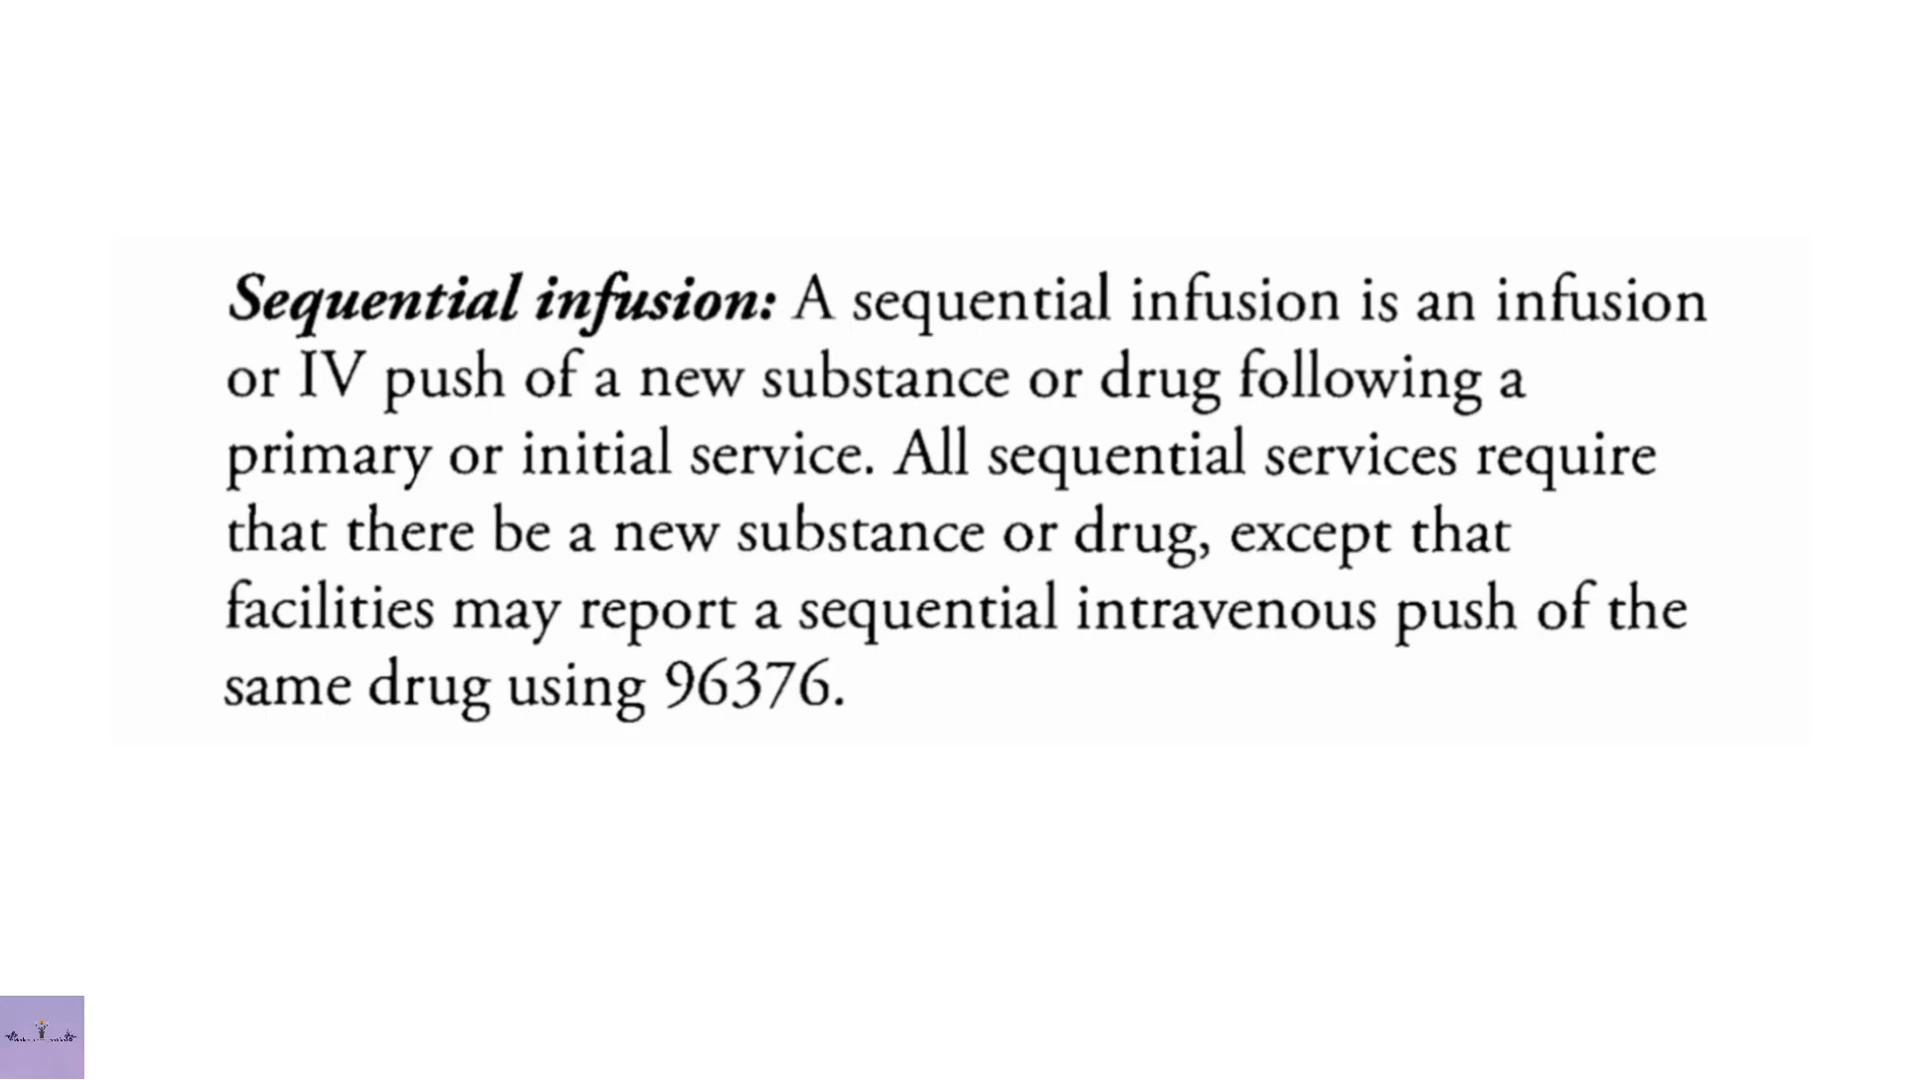 Sequential infusion: A sequential infusion is an infusion
or IV push of a new substance or drug following a
primary or initial service. All sequential services require
that there be a new substance or drug, except that
facilities may report a sequential intravenous push of the
same drug using 96376.